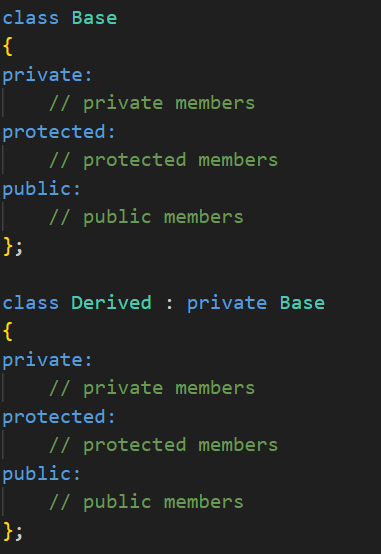 class Base
{
private:
    // private members
protected:
    // protected members
public:
    // public members
};

class Derived : private Base
{
private:
    // private members
protected:
    // protected members
public:
    // public members
};